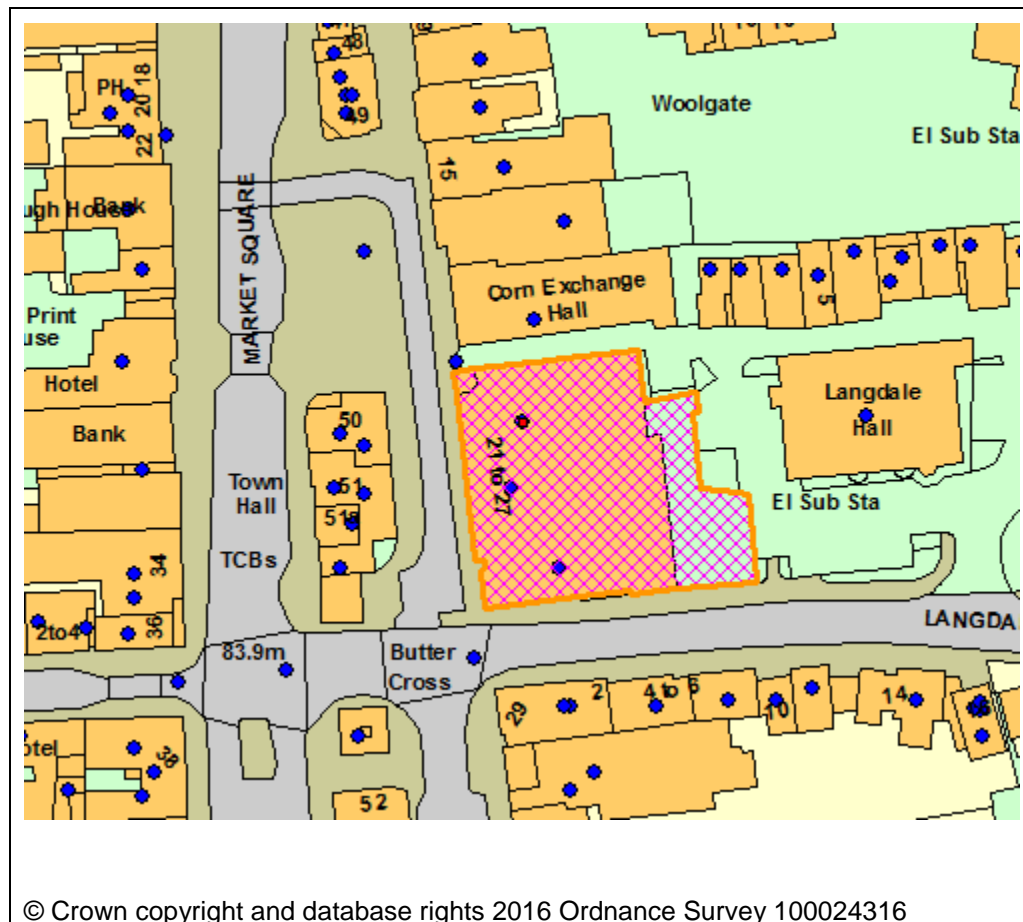 48
PH
18
20
22
49
Woolgate
El Sub Sta
15
Bank
ugh House
MARKET SQUARE
Corn Exchange
Hall
5
Print
use
Hotel
Langdale
Hall
Bank
50
21 to 27
Town
Hall
51
51a
El Sub Sta
TCBs
34
36
2to4
83.9m
Butter
Cross
LANGDA
29
2
4 to 6
10
14
otel
38
52
© Crown copyright and database rights 2016 Ordnance Survey 100024316